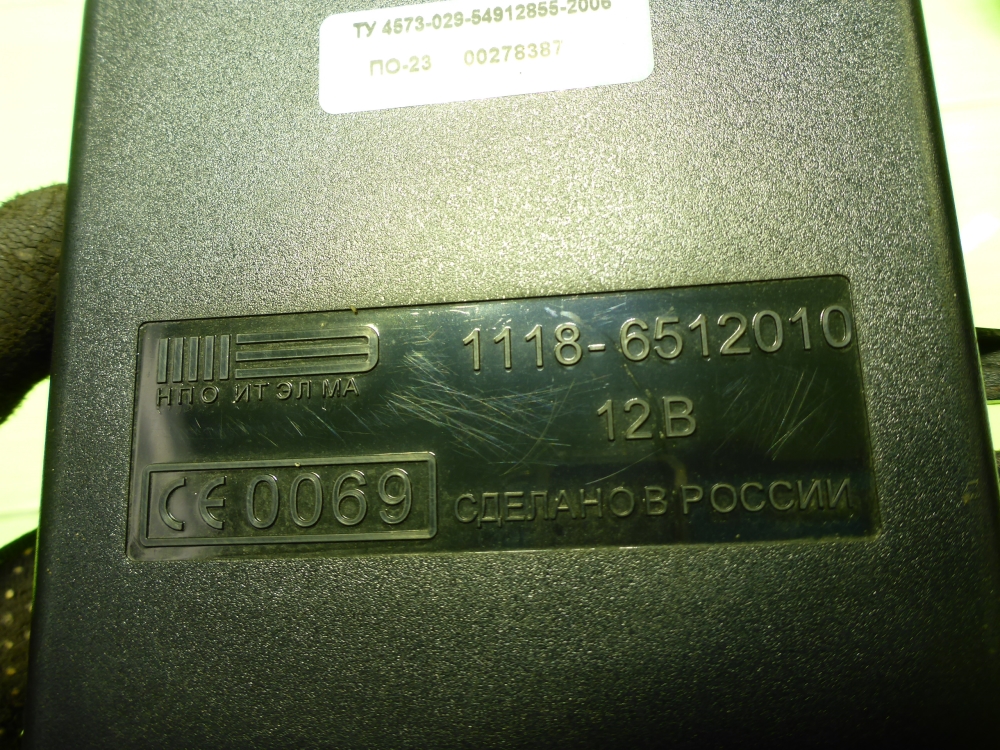 ТУ 4573-029-54912855-2006
ПО-23 00278387
НПО ИТЭЛМА
1118-6512010
12В
CE 0069
СДЕЛАНО В РОССИИ